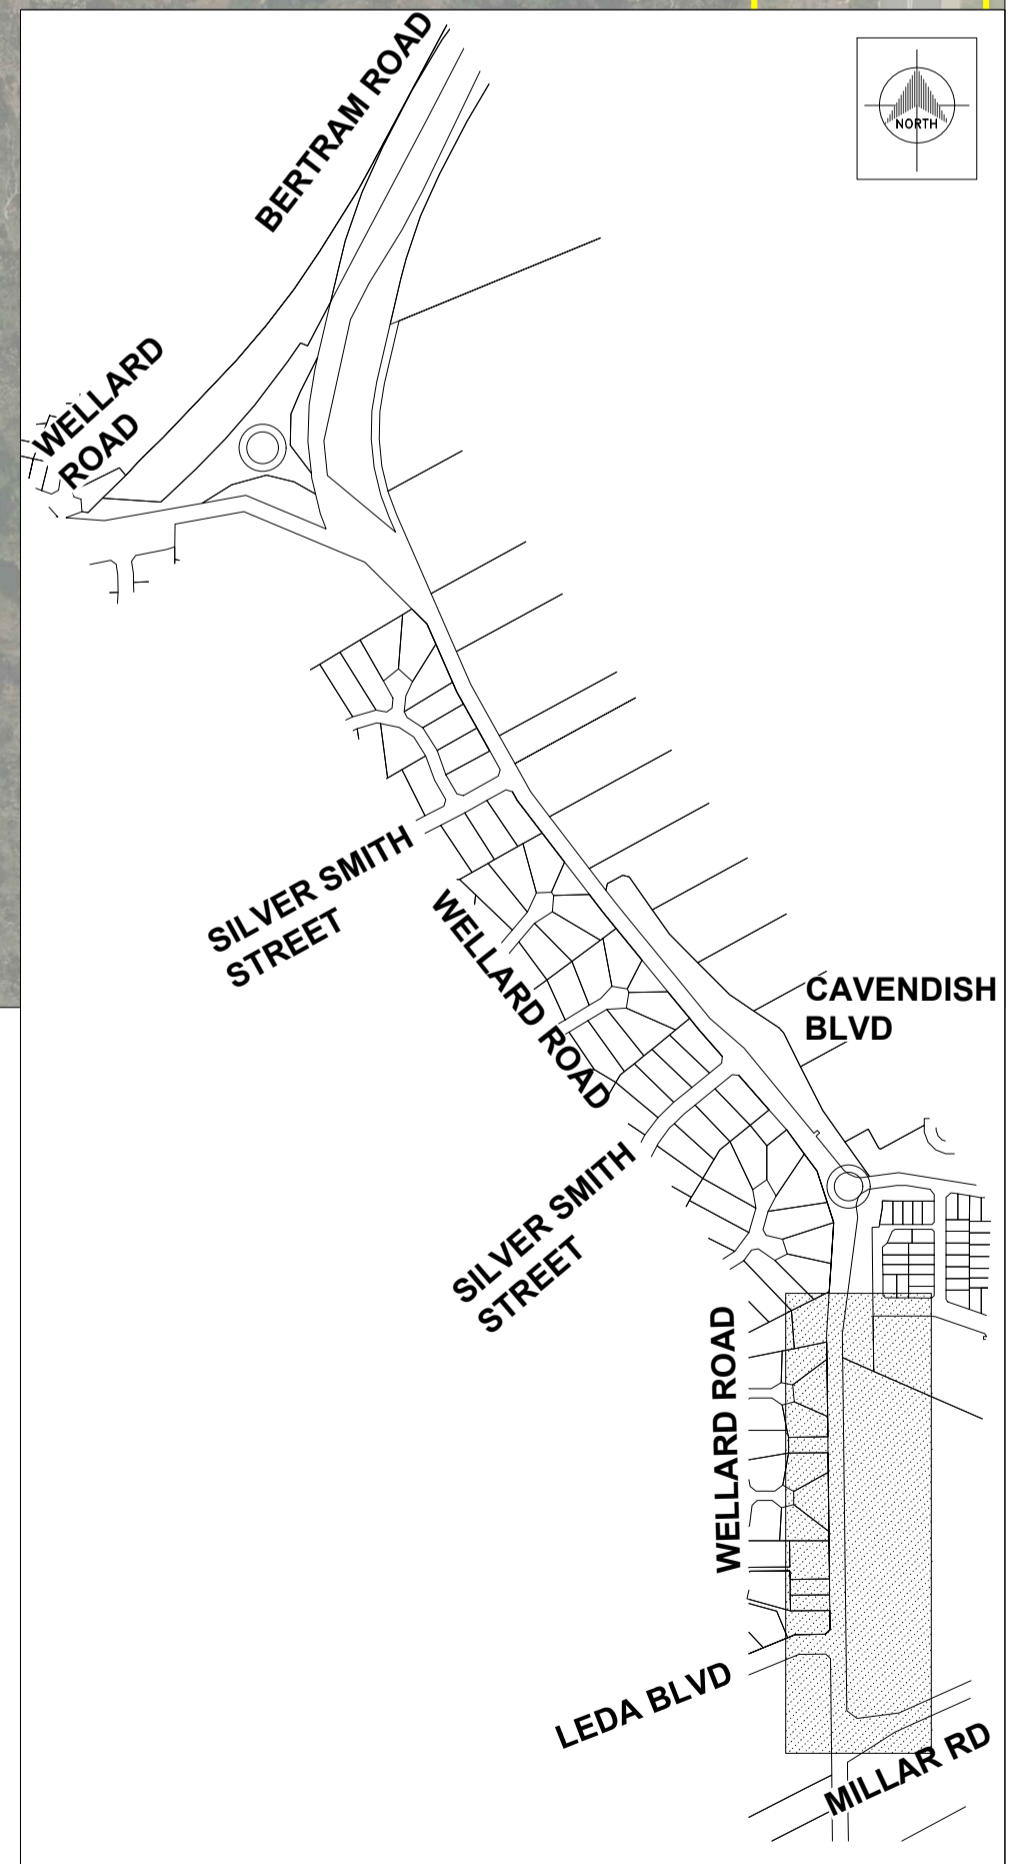 BERTRAM ROAD
NORTH
WELLARD
ROAD
SILVER SMITH
STREET
WELLARD ROAD
CAVENDISH
BLVD
SILVER SMITH
STREET
WELLARD ROAD
LEDA BLVD
MILLAR RD